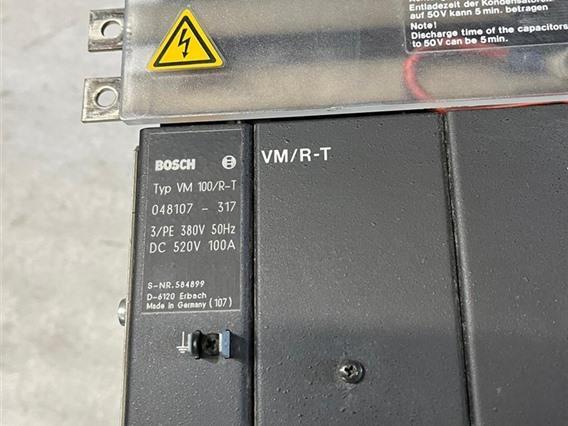 Entladezeit der Kondensatoren
auf 50V kann 5 min. betragen
Note!
Discharge time of the capacitors
to 50V can be 5 min.
BOSCH
VM/R-T
Typ VM 100/R-T
048107 - 317
3/PE 380V 50Hz
DC 520V 100A
S-NR.584899
D-6120 Erbach
Made in Germany (107)